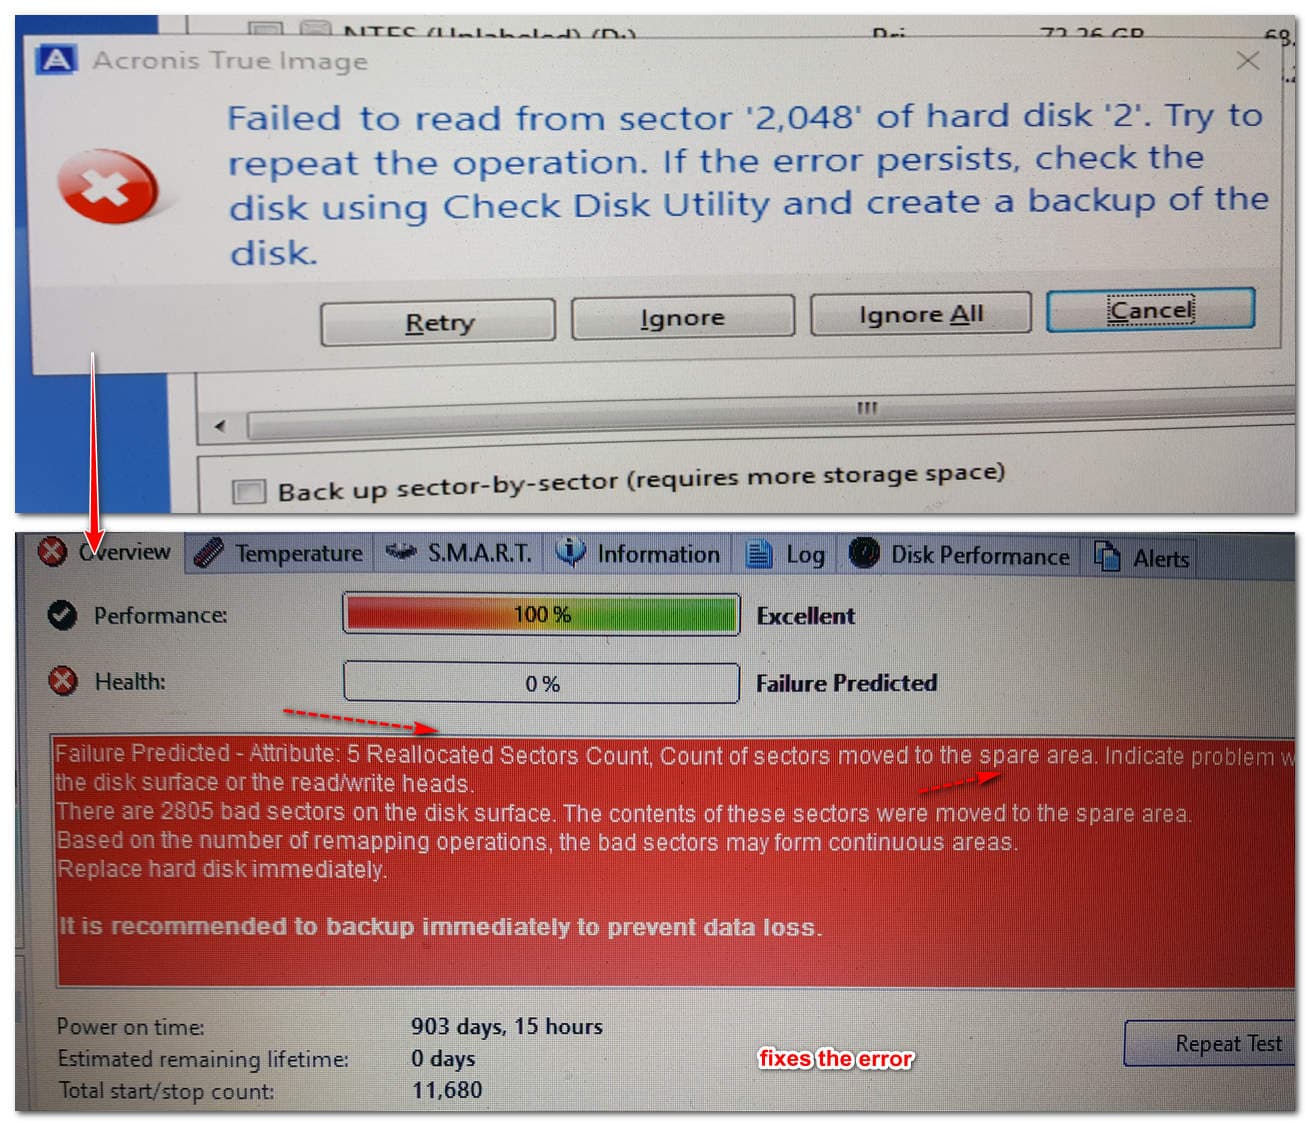 NTFS (Unlabeled) (D:) Pri 72.26 GB 68.
Acronis True Image
Failed to read from sector '2,048' of hard disk '2'. Try to
repeat the operation. If the error persists, check the
disk using Check Disk Utility and create a backup of the
disk.
Retry Ignore Ignore All Cancel
Back up sector-by-sector (requires more storage space)
Overview Temperature S.M.A.R.T. Information Log Disk Performance Alerts
Performance: 100 % Excellent
Health: 0 % Failure Predicted
Failure Predicted - Attribute: 5 Reallocated Sectors Count, Count of sectors moved to the spare area. Indicate problem w
the disk surface or the read/write heads.
There are 2805 bad sectors on the disk surface. The contents of these sectors were moved to the spare area.
Based on the number of remapping operations, the bad sectors may form continuous areas.
Replace hard disk immediately.
It is recommended to backup immediately to prevent data loss.
Power on time: 903 days, 15 hours
Estimated remaining lifetime: 0 days
Total start/stop count: 11,680
fixes the error
Repeat Test